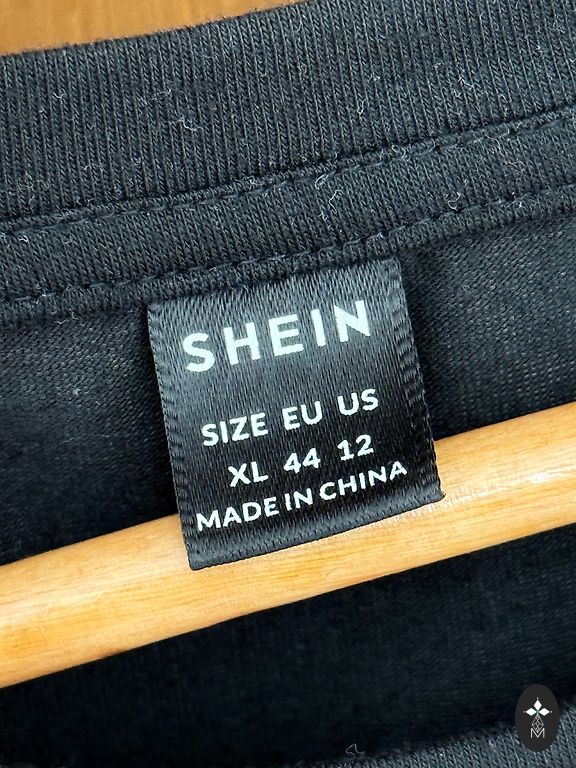 SHEIN
SIZE EU US
XL 44 12
MADE IN CHINA
M